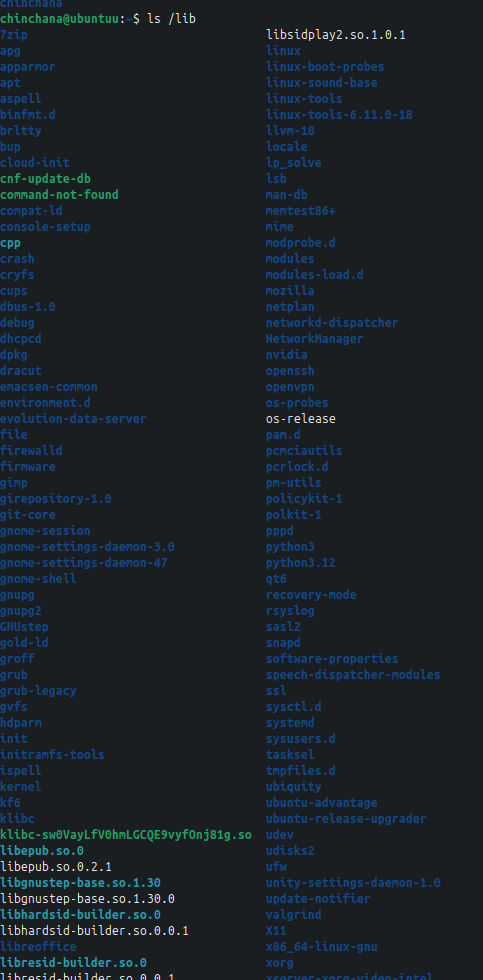 chinchana
chinchana@ubuntuu:~$ ls /lib
7zip libsidplay2.so.1.0.1
apg linux
apparmor linux-boot-probes
apt linux-sound-base
aspell linux-tools
binfmt.d linux-tools-6.11.0-18
brltty llvm-18
bup locale
cloud-init lp_solve
cnf-update-db lsb
command-not-found man-db
compat-ld memtest86+
console-setup mime
cpp modprobe.d
crash modules
cryfs modules-load.d
cups mozilla
dbus-1.0 netplan
debug networkd-dispatcher
dhcpcd NetworkManager
dpkg nvidia
dracut openssh
emacsen-common openvpn
environment.d os-probes
evolution-data-server os-release
file pam.d
firewalld pcmciautils
firmware pcrlock.d
gimp pm-utils
girepository-1.0 policykit-1
git-core polkit-1
gnome-session pppd
gnome-settings-daemon-3.0 python3
gnome-settings-daemon-47 python3.12
gnome-shell qt6
gnupg recovery-mode
gnupg2 rsyslog
GNUstep sasl2
gold-ld snapd
groff software-properties
grub speech-dispatcher-modules
grub-legacy ssl
gvfs sysctl.d
hdparm systemd
init sysusers.d
initramfs-tools tasksel
ispell tmpfiles.d
kernel ubiquity
kf6 ubuntu-advantage
klibc ubuntu-release-upgrader
klibc-sw0VayLfV0hmLGCQE9vyfOnj81g.so udev
libepub.so.0 udisks2
libepub.so.0.2.1 ufw
libgnustep-base.so.1.30 unity-settings-daemon-1.0
libgnustep-base.so.1.30.0 update-notifier
libhardsid-builder.so.0 valgrind
libhardsid-builder.so.0.0.1 X11
libreoffice x86_64-linux-gnu
libresid-builder.so.0 xorg
libresid-builder.so.0.0.1 xserver-xorg-video-intel